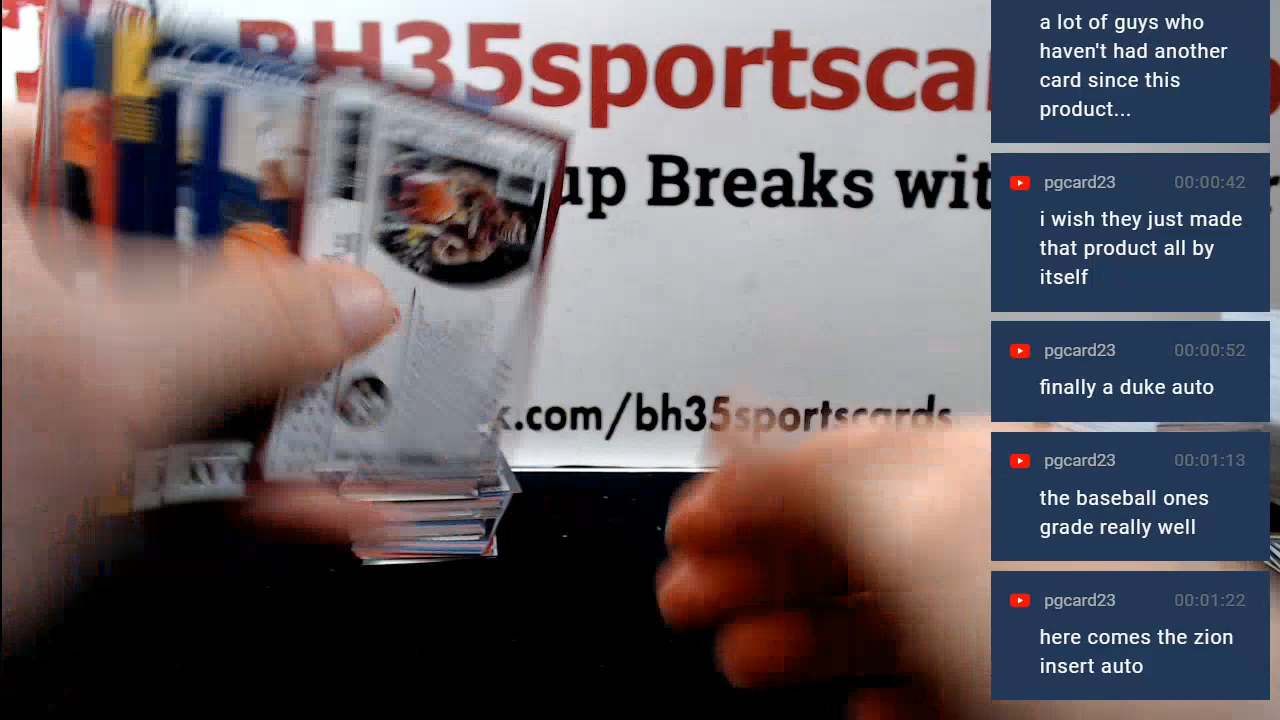 BH35sportsca
up Breaks wit
k.com/bh35sportscards
a lot of guys who
haven't had another
card since this
product...
pgcard23 00:00:42
i wish they just made
that product all by
itself
pgcard23 00:00:52
finally a duke auto
pgcard23 00:01:13
the baseball ones
grade really well
pgcard23 00:01:22
here comes the zion
insert auto